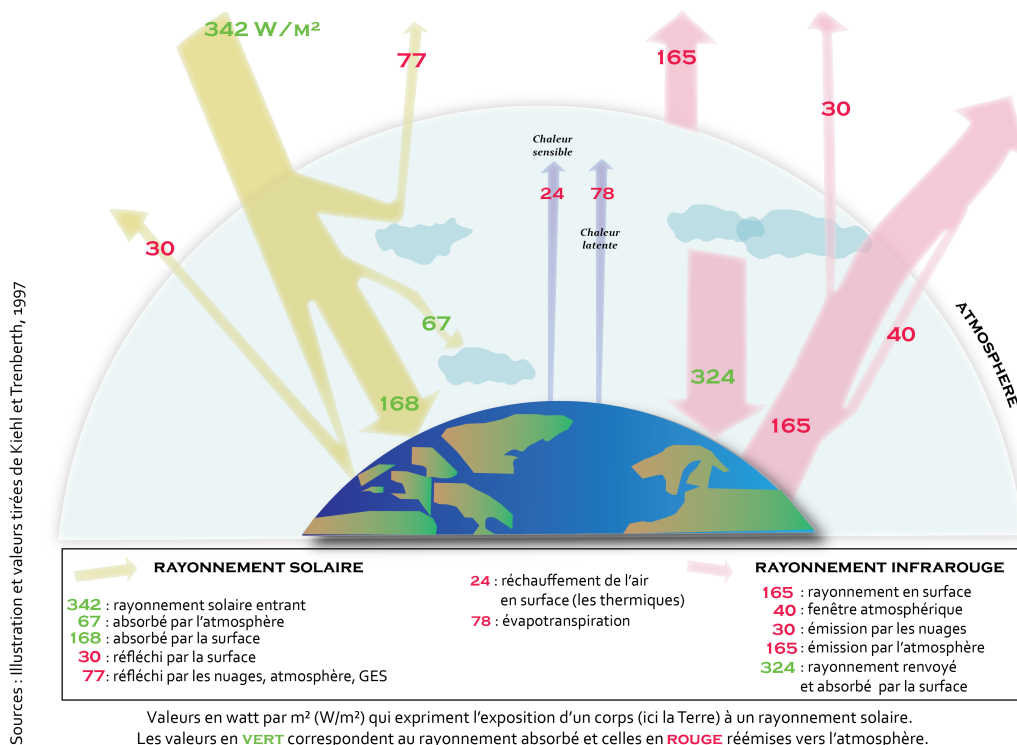 342 W/m²
77
165
30
Chaleur
sensible
24
78
Chaleur
latente
30
67
40
324
168
165
ATMOSPHERE
Sources : Illustration et valeurs tirées de Kiehl et Trenberth, 1997
RAYONNEMENT SOLAIRE
342 : rayonnement solaire entrant
67 : absorbé par l'atmosphère
168 : absorbé par la surface
30 : réfléchi par la surface
77 : réfléchi par les nuages, atmosphère, GES
24 : réchauffement de l'air
en surface (les thermiques)
78 : évapotranspiration
RAYONNEMENT INFRAROUGE
165 : rayonnement en surface
40 : fenêtre atmosphérique
30 : émission par les nuages
165 : émission par l'atmosphère
324 : rayonnement renvoyé
et absorbé par la surface
Valeurs en watt par m² (W/m²) qui expriment l'exposition d'un corps (ici la Terre) à un rayonnement solaire.
Les valeurs en VERT correspondent au rayonnement absorbé et celles en ROUGE réémises vers l'atmosphère.